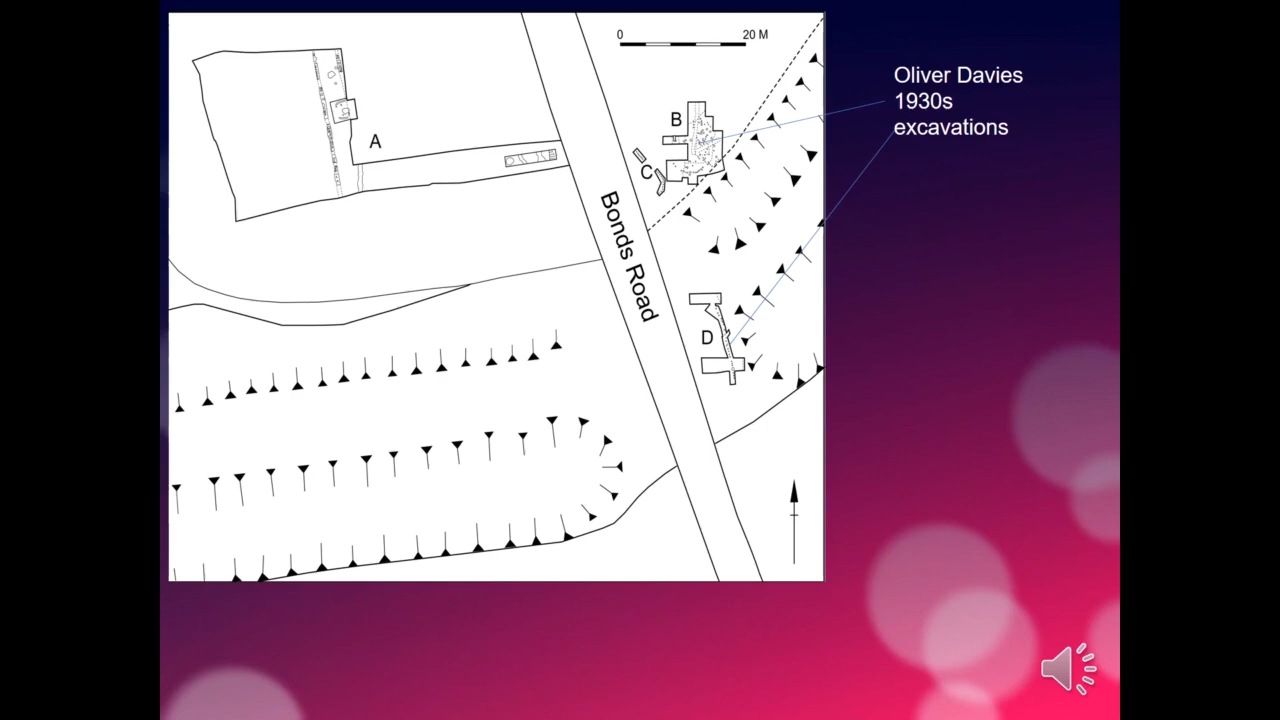 0 20 M
Oliver Davies
1930s
excavations
B
A
C
Bonds Road
D